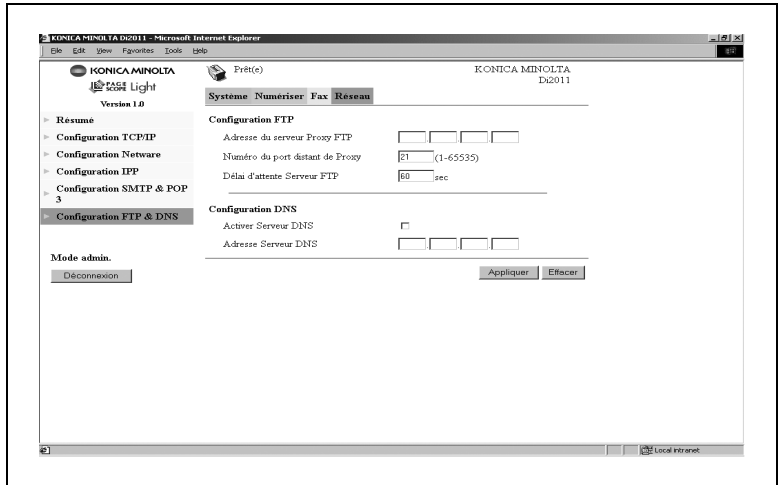 KONICA MINOLTA Di2011 - Microsoft Internet Explorer
File Edit View Favorites Tools Help
KONICA MINOLTA
PAGE SCOPE Light
Version 1.0
Prêt(e)
KONICA MINOLTA
Di2011
Système Numériser Fax Réseau
Résumé
Configuration TCP/IP
Configuration Netware
Configuration IPP
Configuration SMTP & POP
3
Configuration FTP & DNS
Mode admin.
Déconnexion
Configuration FTP
Adresse du serveur Proxy FTP . . .
Numéro du port distant de Proxy 21 (1-65535)
Délai d'attente Serveur FTP 60 sec
Configuration DNS
Activer Serveur DNS
Adresse Serveur DNS . . .
Appliquer Effacer
Local intranet